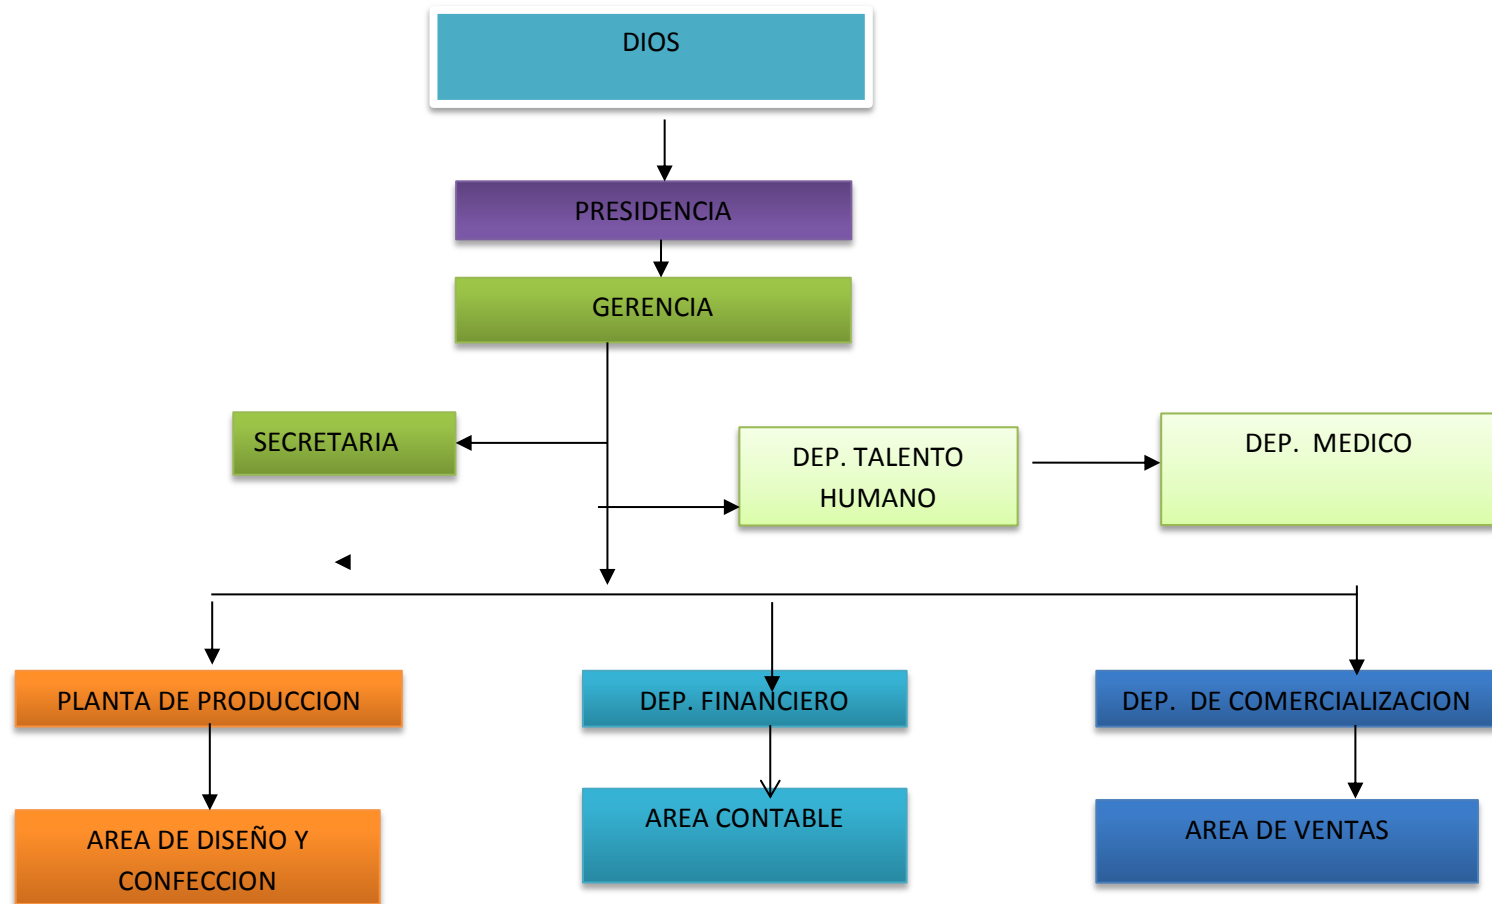 DIOS
PRESIDENCIA
GERENCIA
SECRETARIA
DEP. TALENTO
HUMANO
DEP. MEDICO
PLANTA DE PRODUCCION
DEP. FINANCIERO
DEP. DE COMERCIALIZACION
AREA DE DISEÑO Y
CONFECCION
AREA CONTABLE
AREA DE VENTAS